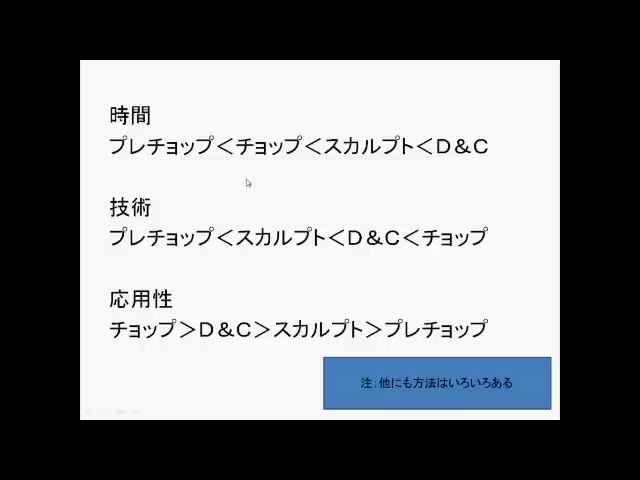 時間
プレチョップ＜チョップ＜スカルプト＜Ｄ＆Ｃ
技術
プレチョップ＜スカルプト＜Ｄ＆Ｃ＜チョップ
応用性
チョップ＞Ｄ＆Ｃ＞スカルプト＞プレチョップ
注：他にも方法はいろいろある